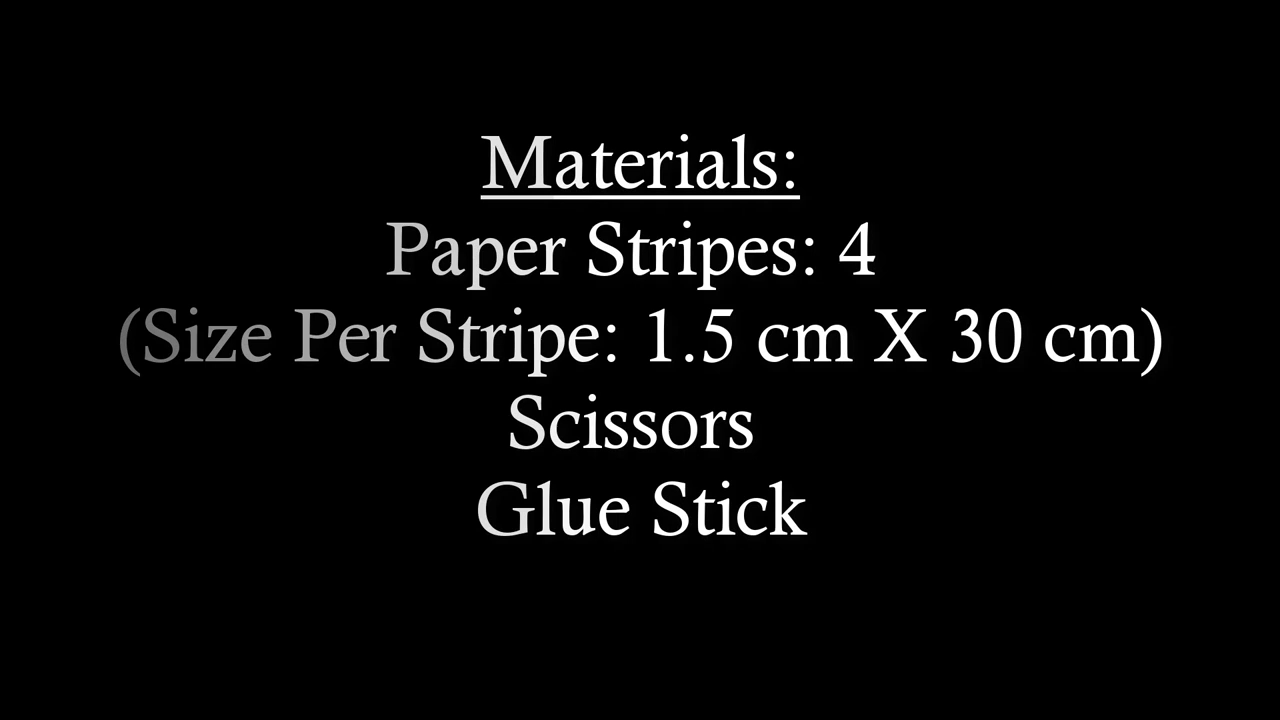 Materials:
Paper Stripes: 4
(Size Per Stripe: 1.5 cm X 30 cm)
Scissors
Glue Stick